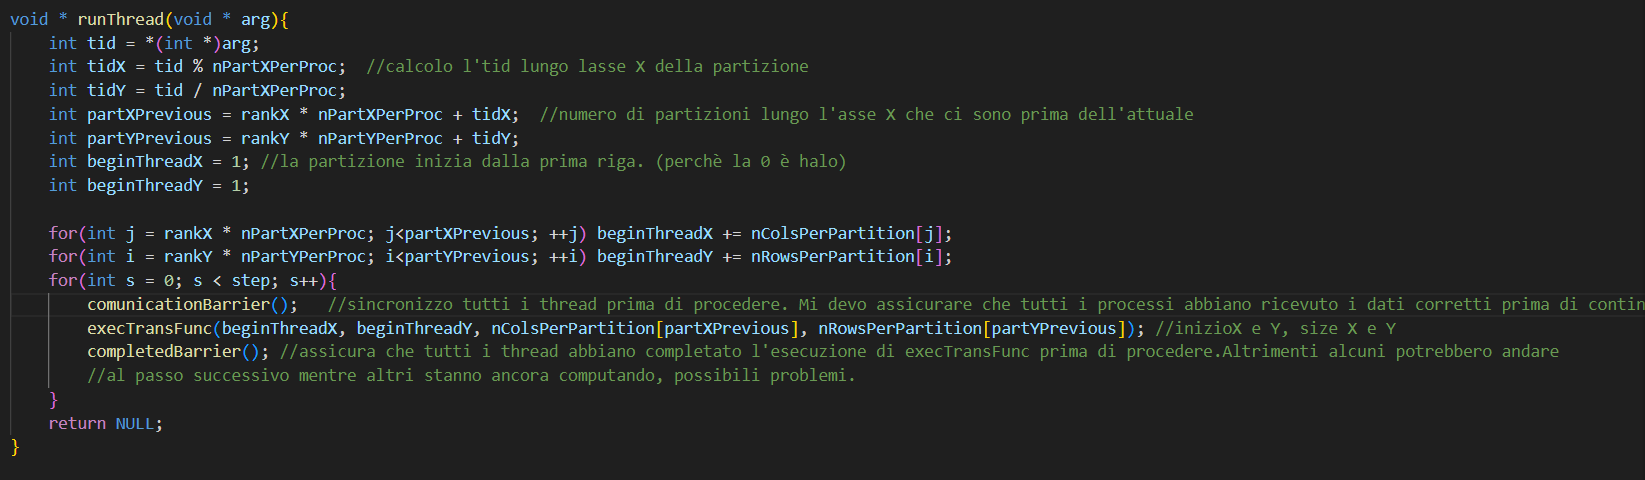 void * runThread(void * arg){
    int tid = *(int *)arg;
    int tidX = tid % nPartXPerProc;  //calcolo l'tid lungo lasse X della partizione
    int tidY = tid / nPartXPerProc;
    int partXPrevious = rankX * nPartXPerProc + tidX;  //numero di partizioni lungo l'asse X che ci sono prima dell'attuale
    int partYPrevious = rankY * nPartYPerProc + tidY;
    int beginThreadX = 1; //la partizione inizia dalla prima riga. (perchè la 0 è halo)
    int beginThreadY = 1;

    for(int j = rankX * nPartXPerProc; j<partXPrevious; ++j) beginThreadX += nColsPerPartition[j];
    for(int i = rankY * nPartYPerProc; i<partYPrevious; ++i) beginThreadY += nRowsPerPartition[i];
    for(int s = 0; s < step; s++){
        comunicationBarrier();   //sincronizzo tutti i thread prima di procedere. Mi devo assicurare che tutti i processi abbiano ricevuto i dati corretti prima di contin
        execTransFunc(beginThreadX, beginThreadY, nColsPerPartition[partXPrevious], nRowsPerPartition[partYPrevious]); //inizioX e Y, size X e Y
        completedBarrier(); //assicura che tutti i thread abbiano completato l'esecuzione di execTransFunc prima di procedere.Altrimenti alcuni potrebbero andare
        //al passo successivo mentre altri stanno ancora computando, possibili problemi.
    }
    return NULL;
}